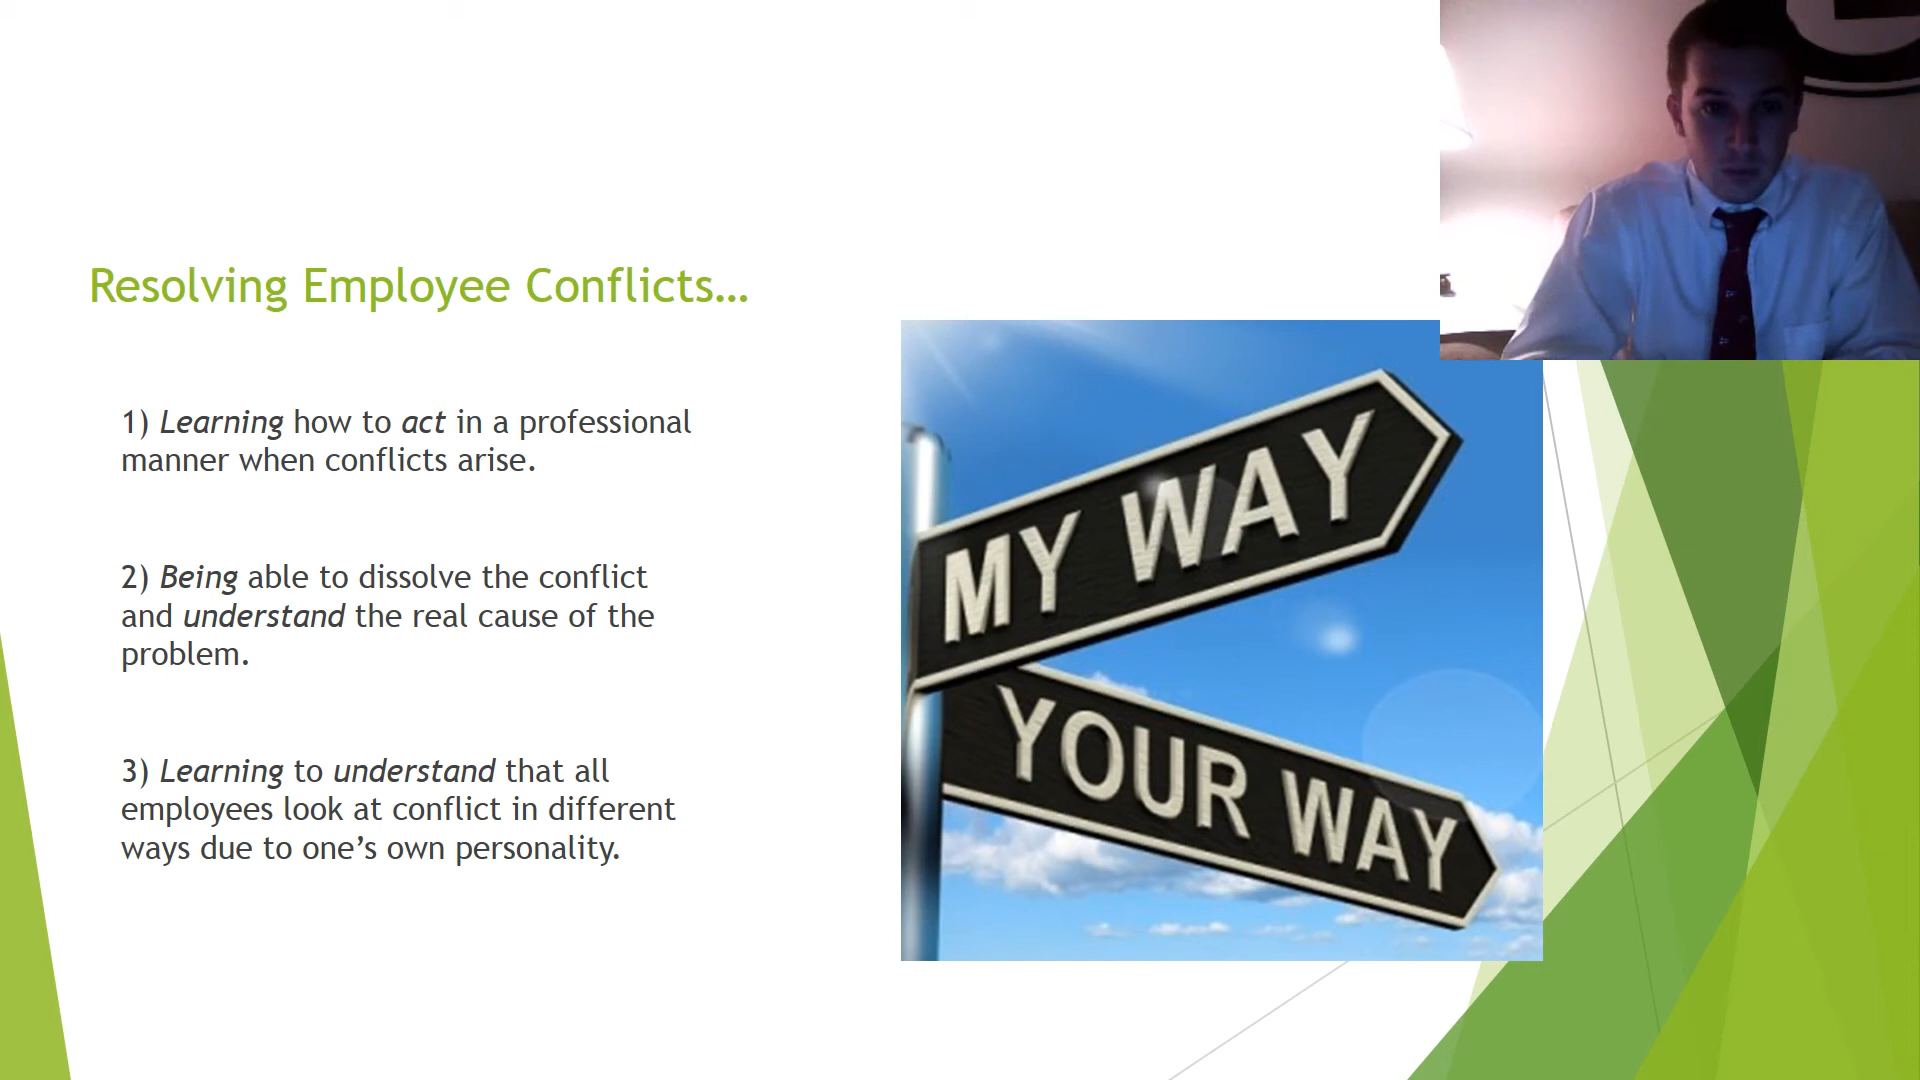 Resolving Employee Conflicts…
1) Learning how to act in a professional
manner when conflicts arise.
2) Being able to dissolve the conflict
and understand the real cause of the
problem.
3) Learning to understand that all
employees look at conflict in different
ways due to one’s own personality.
MY WAY
YOUR WAY